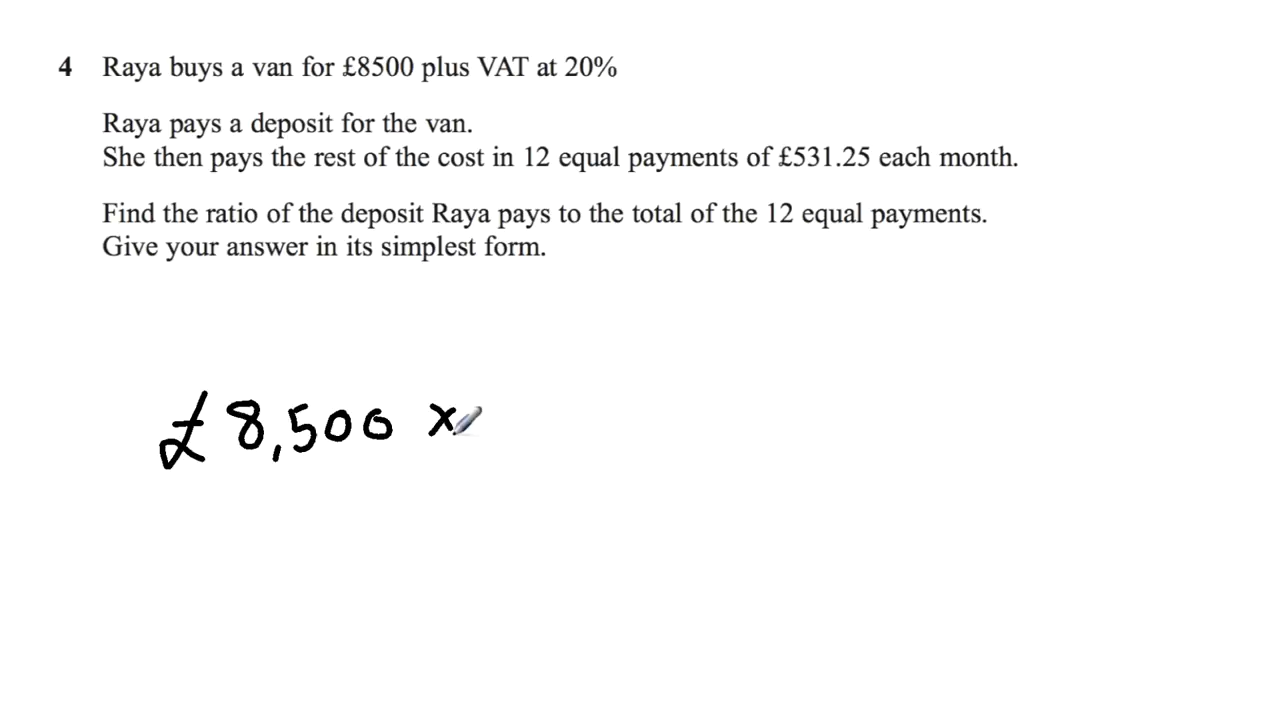 4 Raya buys a van for £8500 plus VAT at 20%
Raya pays a deposit for the van.
She then pays the rest of the cost in 12 equal payments of £531.25 each month.
Find the ratio of the deposit Raya pays to the total of the 12 equal payments.
Give your answer in its simplest form.
£8,500 ×